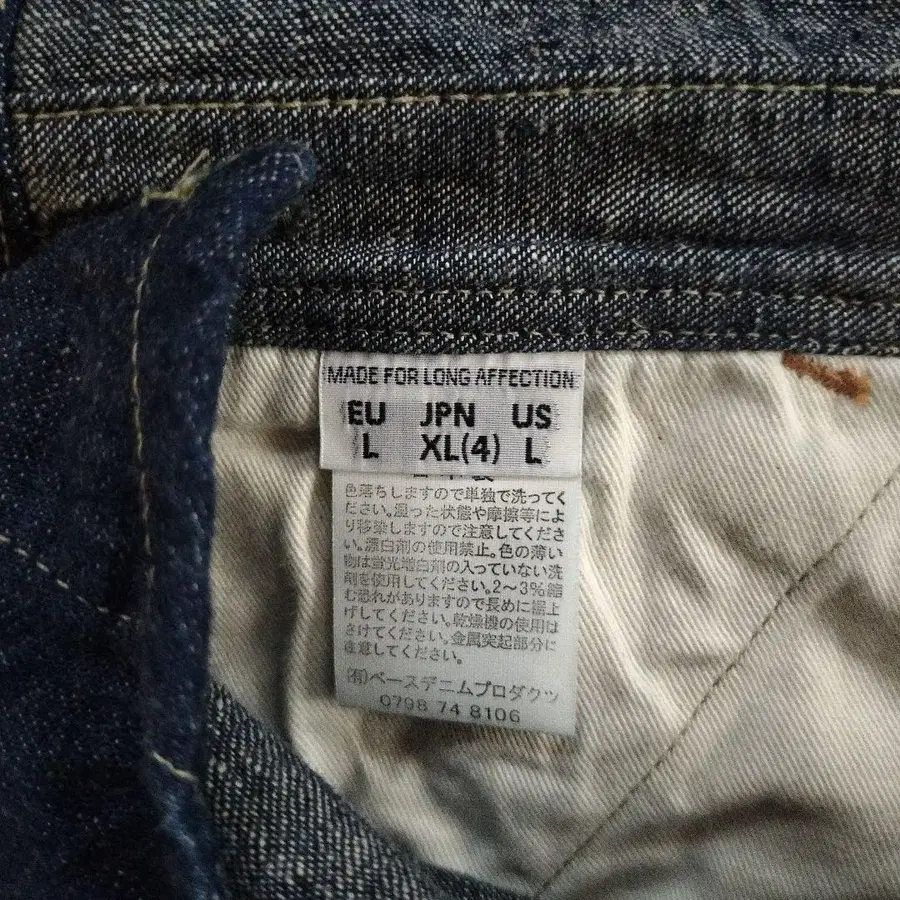 MADE FOR LONG AFFECTION
EU JPN US
L XL(4) L
色落ちしますので単独で洗ってく
ださい。湿った状態や摩擦等によ
り移染しますので注意してくださ
い。漂白剤の使用禁止。色の薄い
物は蛍光増白剤の入っていない洗
剤を使用してください。2〜3%縮
む恐れがありますので長めに裾上
げしてください。乾燥機の使用は
さけてください。金属突起部分に
注意してください。
(有)ベースデニムプロダクツ
0798 74 8106